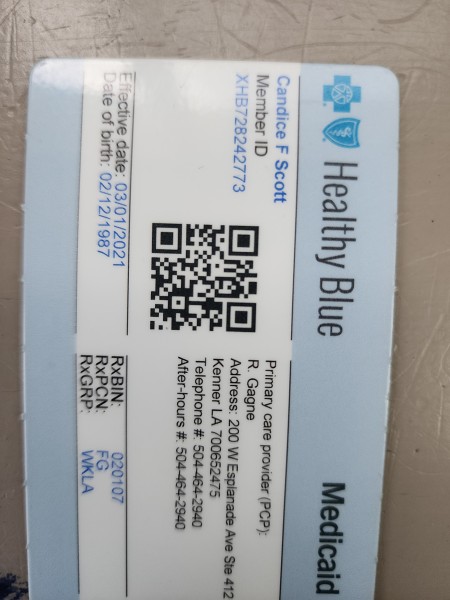 Healthy Blue
Medicaid
Candice F Scott
Member ID
XHB728242773
Effective date: 03/01/2021
Date of birth: 02/12/1987
Primary care provider (PCP):
R. Gagne
Address: 200 W Esplanade Ave Ste 412
Kenner LA 700652475
Telephone #: 504-464-2940
After-hours #: 504-464-2940
RxBIN: 020107
RxPCN: FG
RxGRP: WKLA